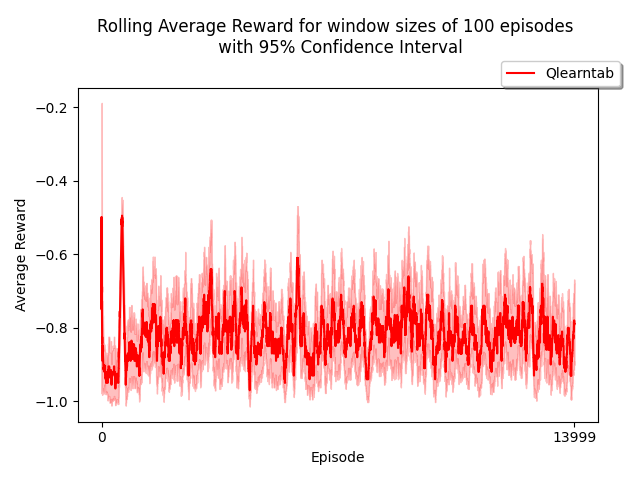 Rolling Average Reward for window sizes of 100 episodes
with 95% Confidence Interval
Qlearntab
−0.2
−0.4
−0.6
−0.8
−1.0
Average Reward
0
13999
Episode